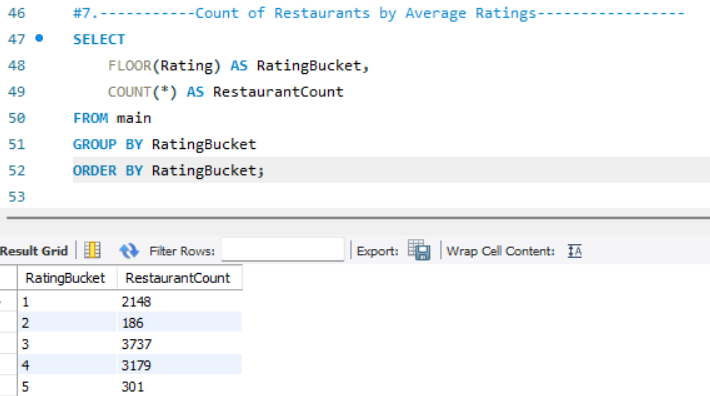 46 #7.-----------Count of Restaurants by Average Ratings-----------------
47 SELECT
48 FLOOR(Rating) AS RatingBucket,
49 COUNT(*) AS RestaurantCount
50 FROM main
51 GROUP BY RatingBucket
52 ORDER BY RatingBucket;
53
Result Grid Filter Rows: Export: Wrap Cell Content: IA
RatingBucket RestaurantCount
1 2148
2 186
3 3737
4 3179
5 301